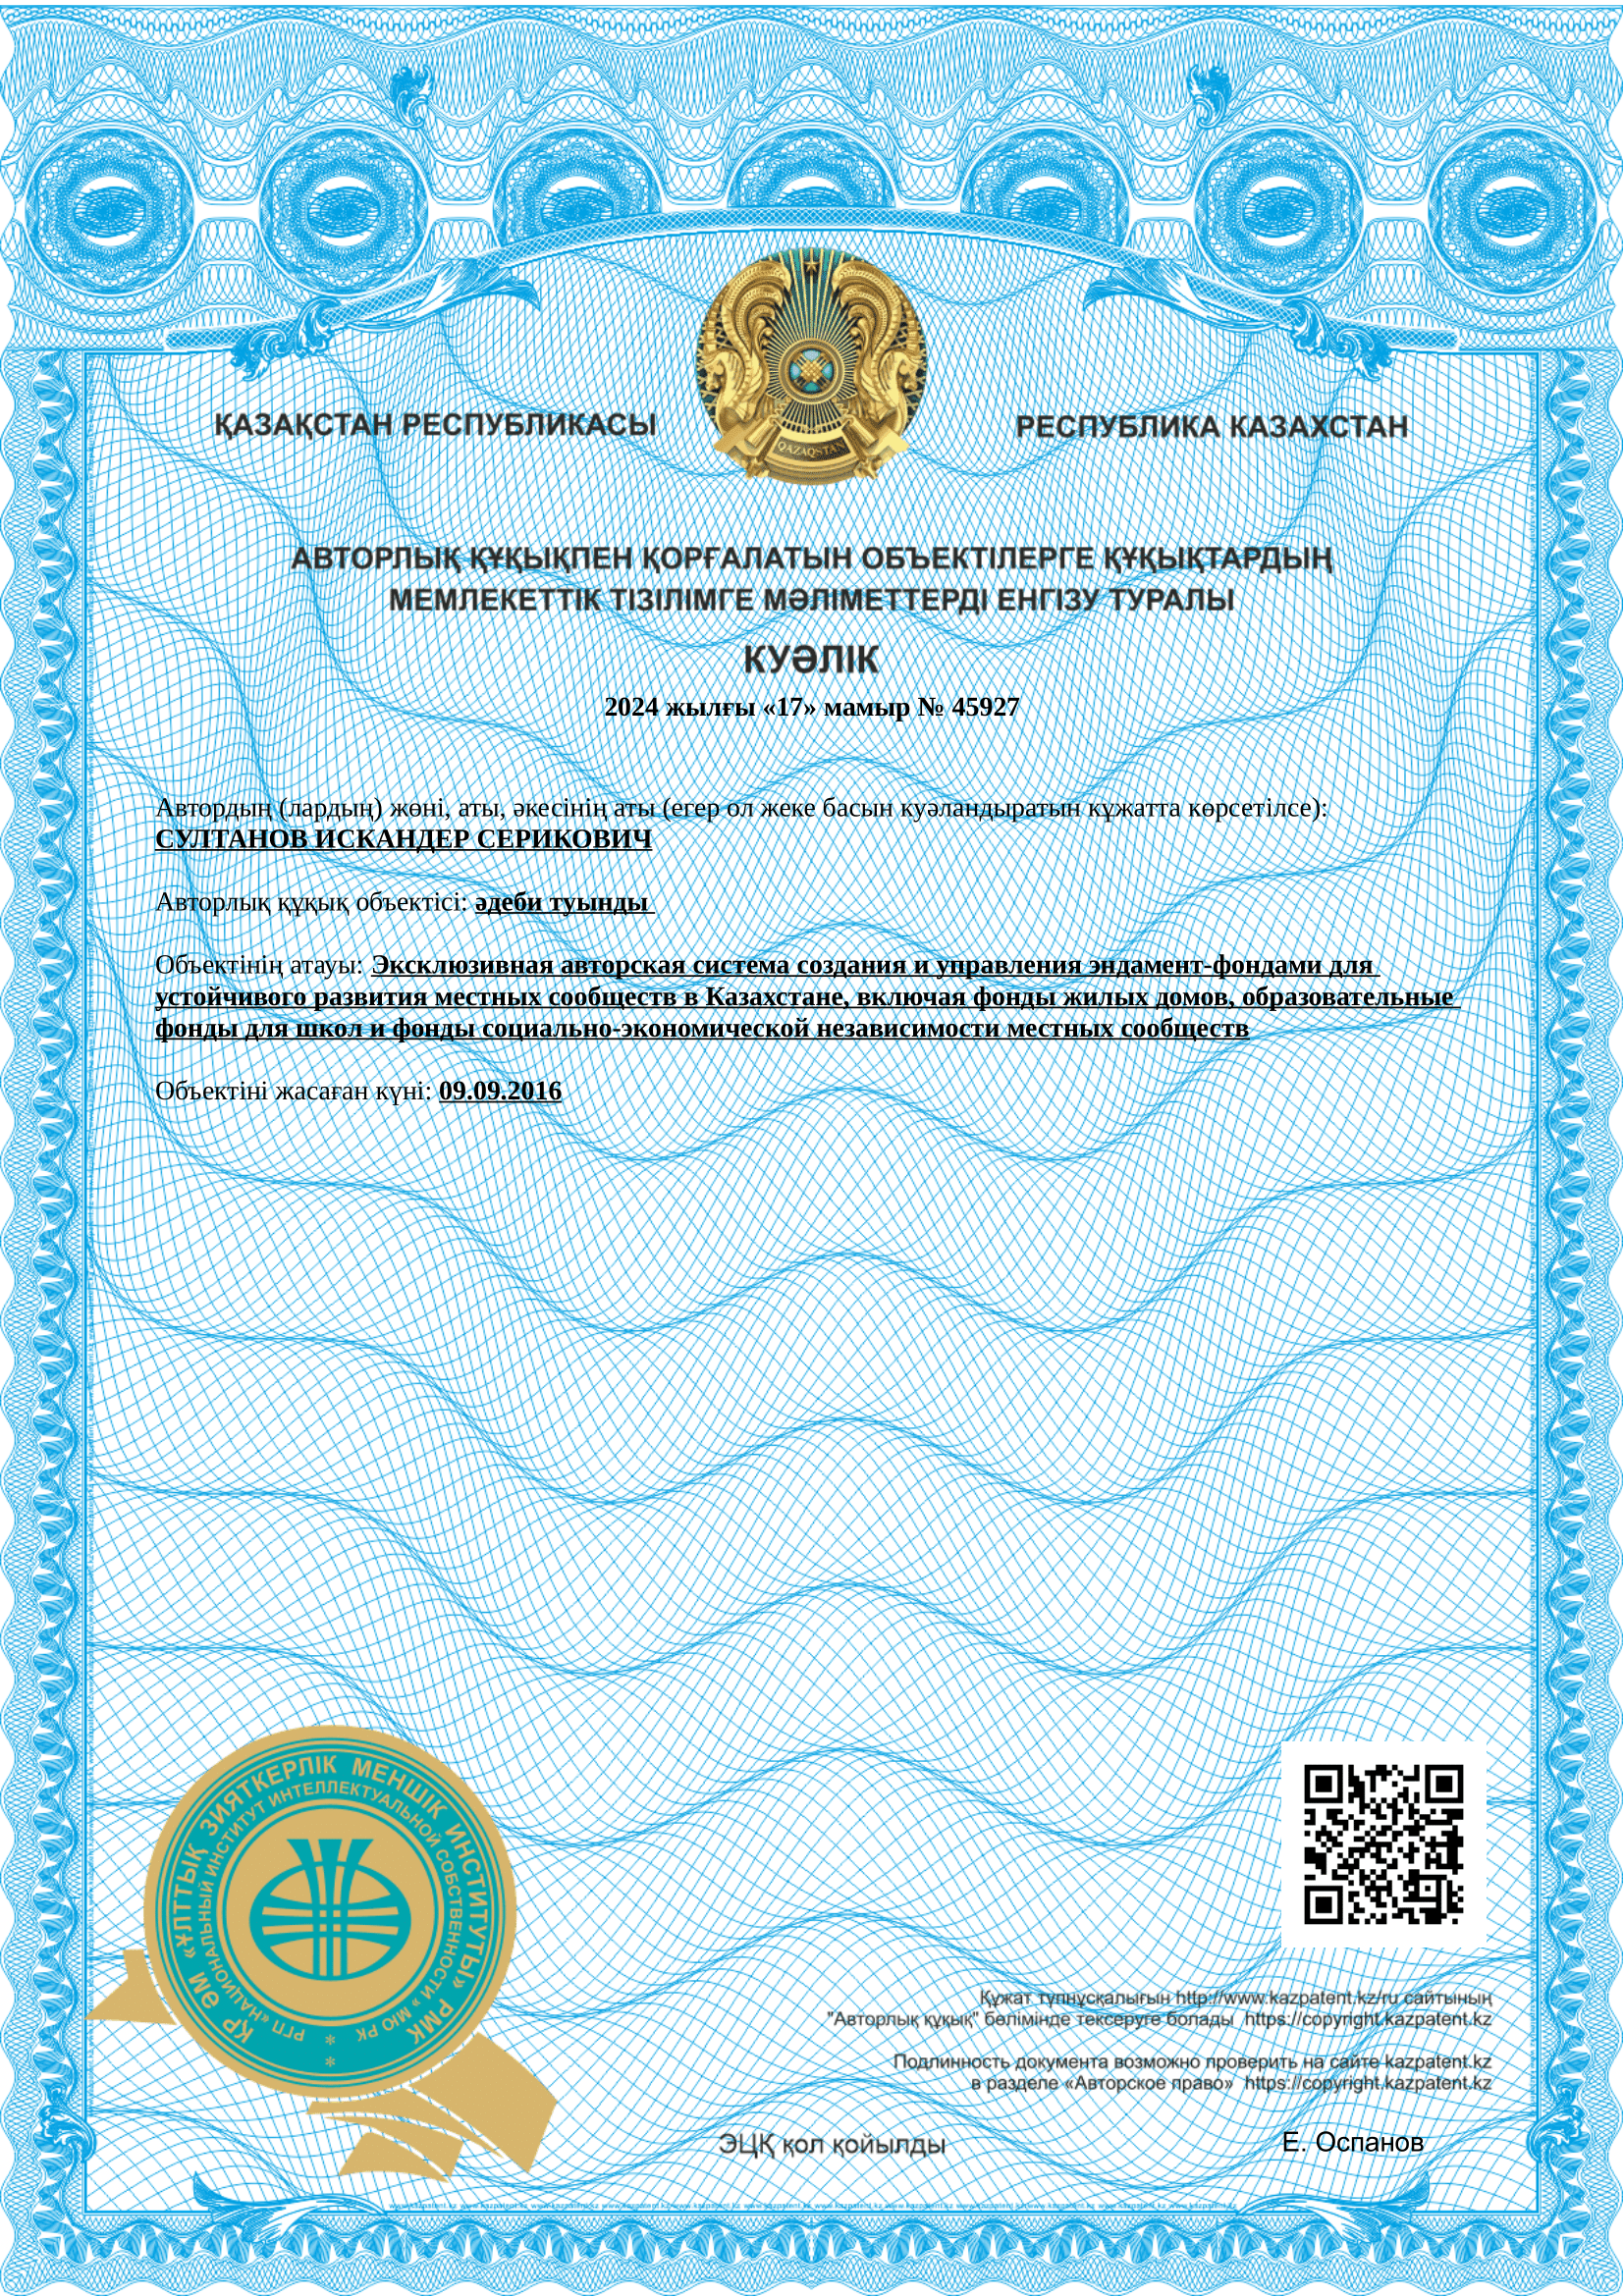 ҚАЗАҚСТАН РЕСПУБЛИКАСЫ
РЕСПУБЛИКА КАЗАХСТАН
QAZAQSTAN
АВТОРЛЫҚ ҚҰҚЫҚПЕН ҚОРҒАЛАТЫН ОБЪЕКТІЛЕРГЕ ҚҰҚЫҚТАРДЫҢ
МЕМЛЕКЕТТІК ТІЗІЛІМГЕ МӘЛІМЕТТЕРДІ ЕНГІЗУ ТУРАЛЫ
КУӘЛІК
2024 жылғы «17» мамыр № 45927
Автордың (лардың) жөні, аты, әкесінің аты (егер ол жеке басын куәландыратын құжатта көрсетілсе):
СУЛТАНОВ ИСКАНДЕР СЕРИКОВИЧ
Авторлық құқық объектісі: әдеби туынды
Объектінің атауы: Эксклюзивная авторская система создания и управления эндамент-фондами для
устойчивого развития местных сообществ в Казахстане, включая фонды жилых домов, образовательные
фонды для школ и фонды социально-экономической независимости местных сообществ
Объектіні жасаған күні: 09.09.2016
ҚР ӘМ «ҰЛТТЫҚ ЗИЯТКЕРЛІК МЕНШІК ИНСТИТУТЫ» РМК
РГП «НАЦИОНАЛЬНЫЙ ИНСТИТУТ ИНТЕЛЛЕКТУАЛЬНОЙ СОБСТВЕННОСТИ» МЮ РК
Құжат түпнұсқалығын http://www.kazpatent.kz/ru сайтының
"Авторлық құқық" бөлімінде тексеруге болады https://copyright.kazpatent.kz
Подлинность документа возможно проверить на сайте kazpatent.kz
в разделе «Авторское право» https://copyright.kazpatent.kz
ЭЦҚ қол қойылды
Е. Оспанов